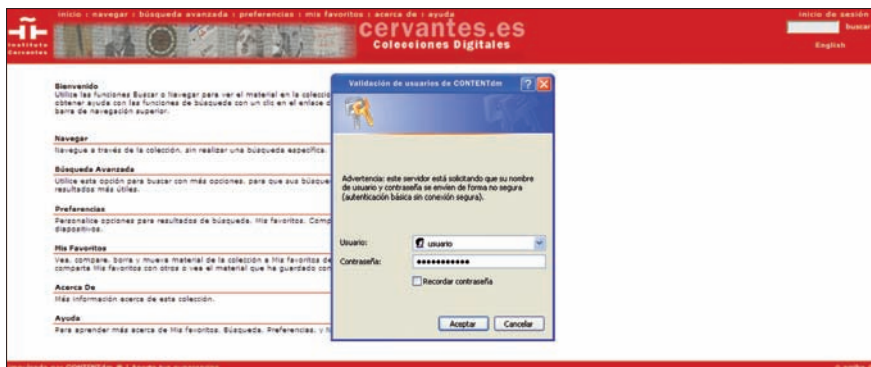 inicio | navegar | búsqueda avanzada | preferencias | mis favoritos | acerca de | ayuda
inicio de sesión
Instituto
Cervantes
cervantes.es
Colecciones Digitales
buscar
English
Bienvenido
Utilice las funciones Buscar o Navegar para ver el material en la colecció
obtener ayuda con las funciones de búsqueda con un clic en el enlace d
barra de navegación superior.
Navegar
Navegue a través de la colección, sin realizar una búsqueda específica.
Búsqueda Avanzada
Utilice esta opción para buscar con más opciones, para que sus búsque
resultados más útiles.
Preferencias
Personalice opciones para resultados de búsqueda, Mis favoritos, Comp
diapositivos.
Mis Favoritos
Vea, compare, borra y mueva material de la colección a Mis favoritos de
comparta Mis favoritos con otros o vea el material que ha guardado con
Acerca De
Más información acerca de esta colección.
Ayuda
Para aprender más acerca de Mis favoritos, Búsqueda, Preferencias, y N
Validación de usuarios de CONTENTdm
Advertencia: este servidor está solicitando que su nombre
de usuario y contraseña se envíen de forma no segura
(autenticación básica sin conexión segura).
Usuario:
usuario
Contraseña:
Recordar contraseña
Aceptar
Cancelar